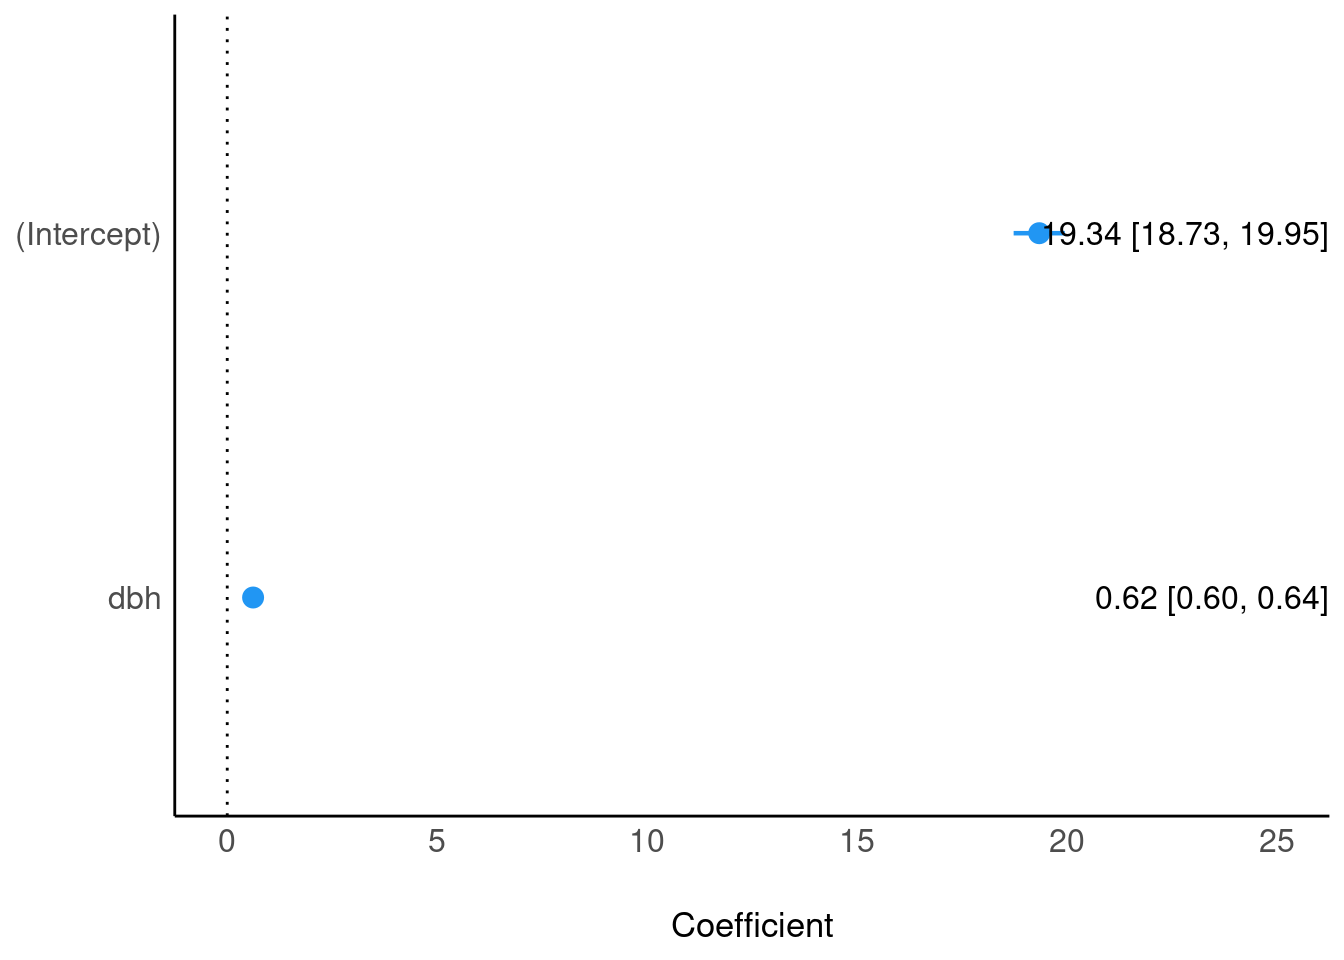 (Intercept) 19.34 [18.73, 19.95]
dbh 0.62 [0.60, 0.64]
0 5 10 15 20 25
Coefficient